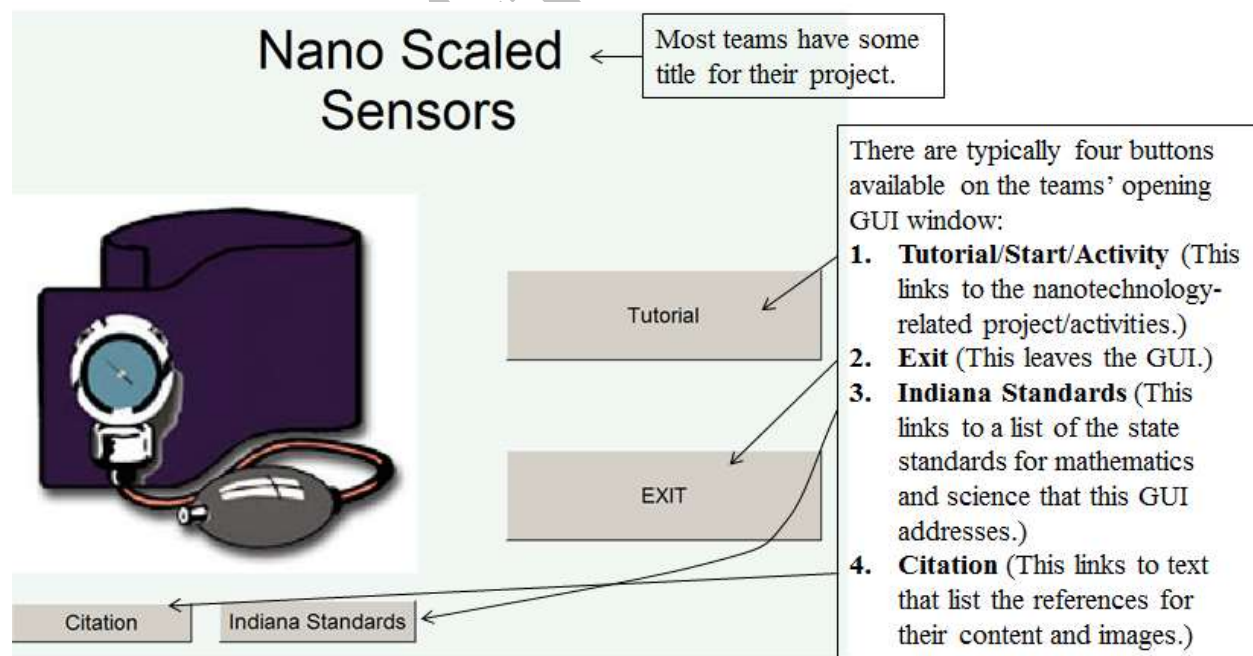 Nano Scaled
Sensors
Most teams have some
title for their project.
There are typically four buttons
available on the teams’ opening
GUI window:
1. Tutorial/Start/Activity (This
links to the nanotechnology-
related project/activities.)
2. Exit (This leaves the GUI.)
3. Indiana Standards (This
links to a list of the state
standards for mathematics
and science that this GUI
addresses.)
4. Citation (This links to text
that list the references for
their content and images.)
Tutorial
EXIT
Citation
Indiana Standards